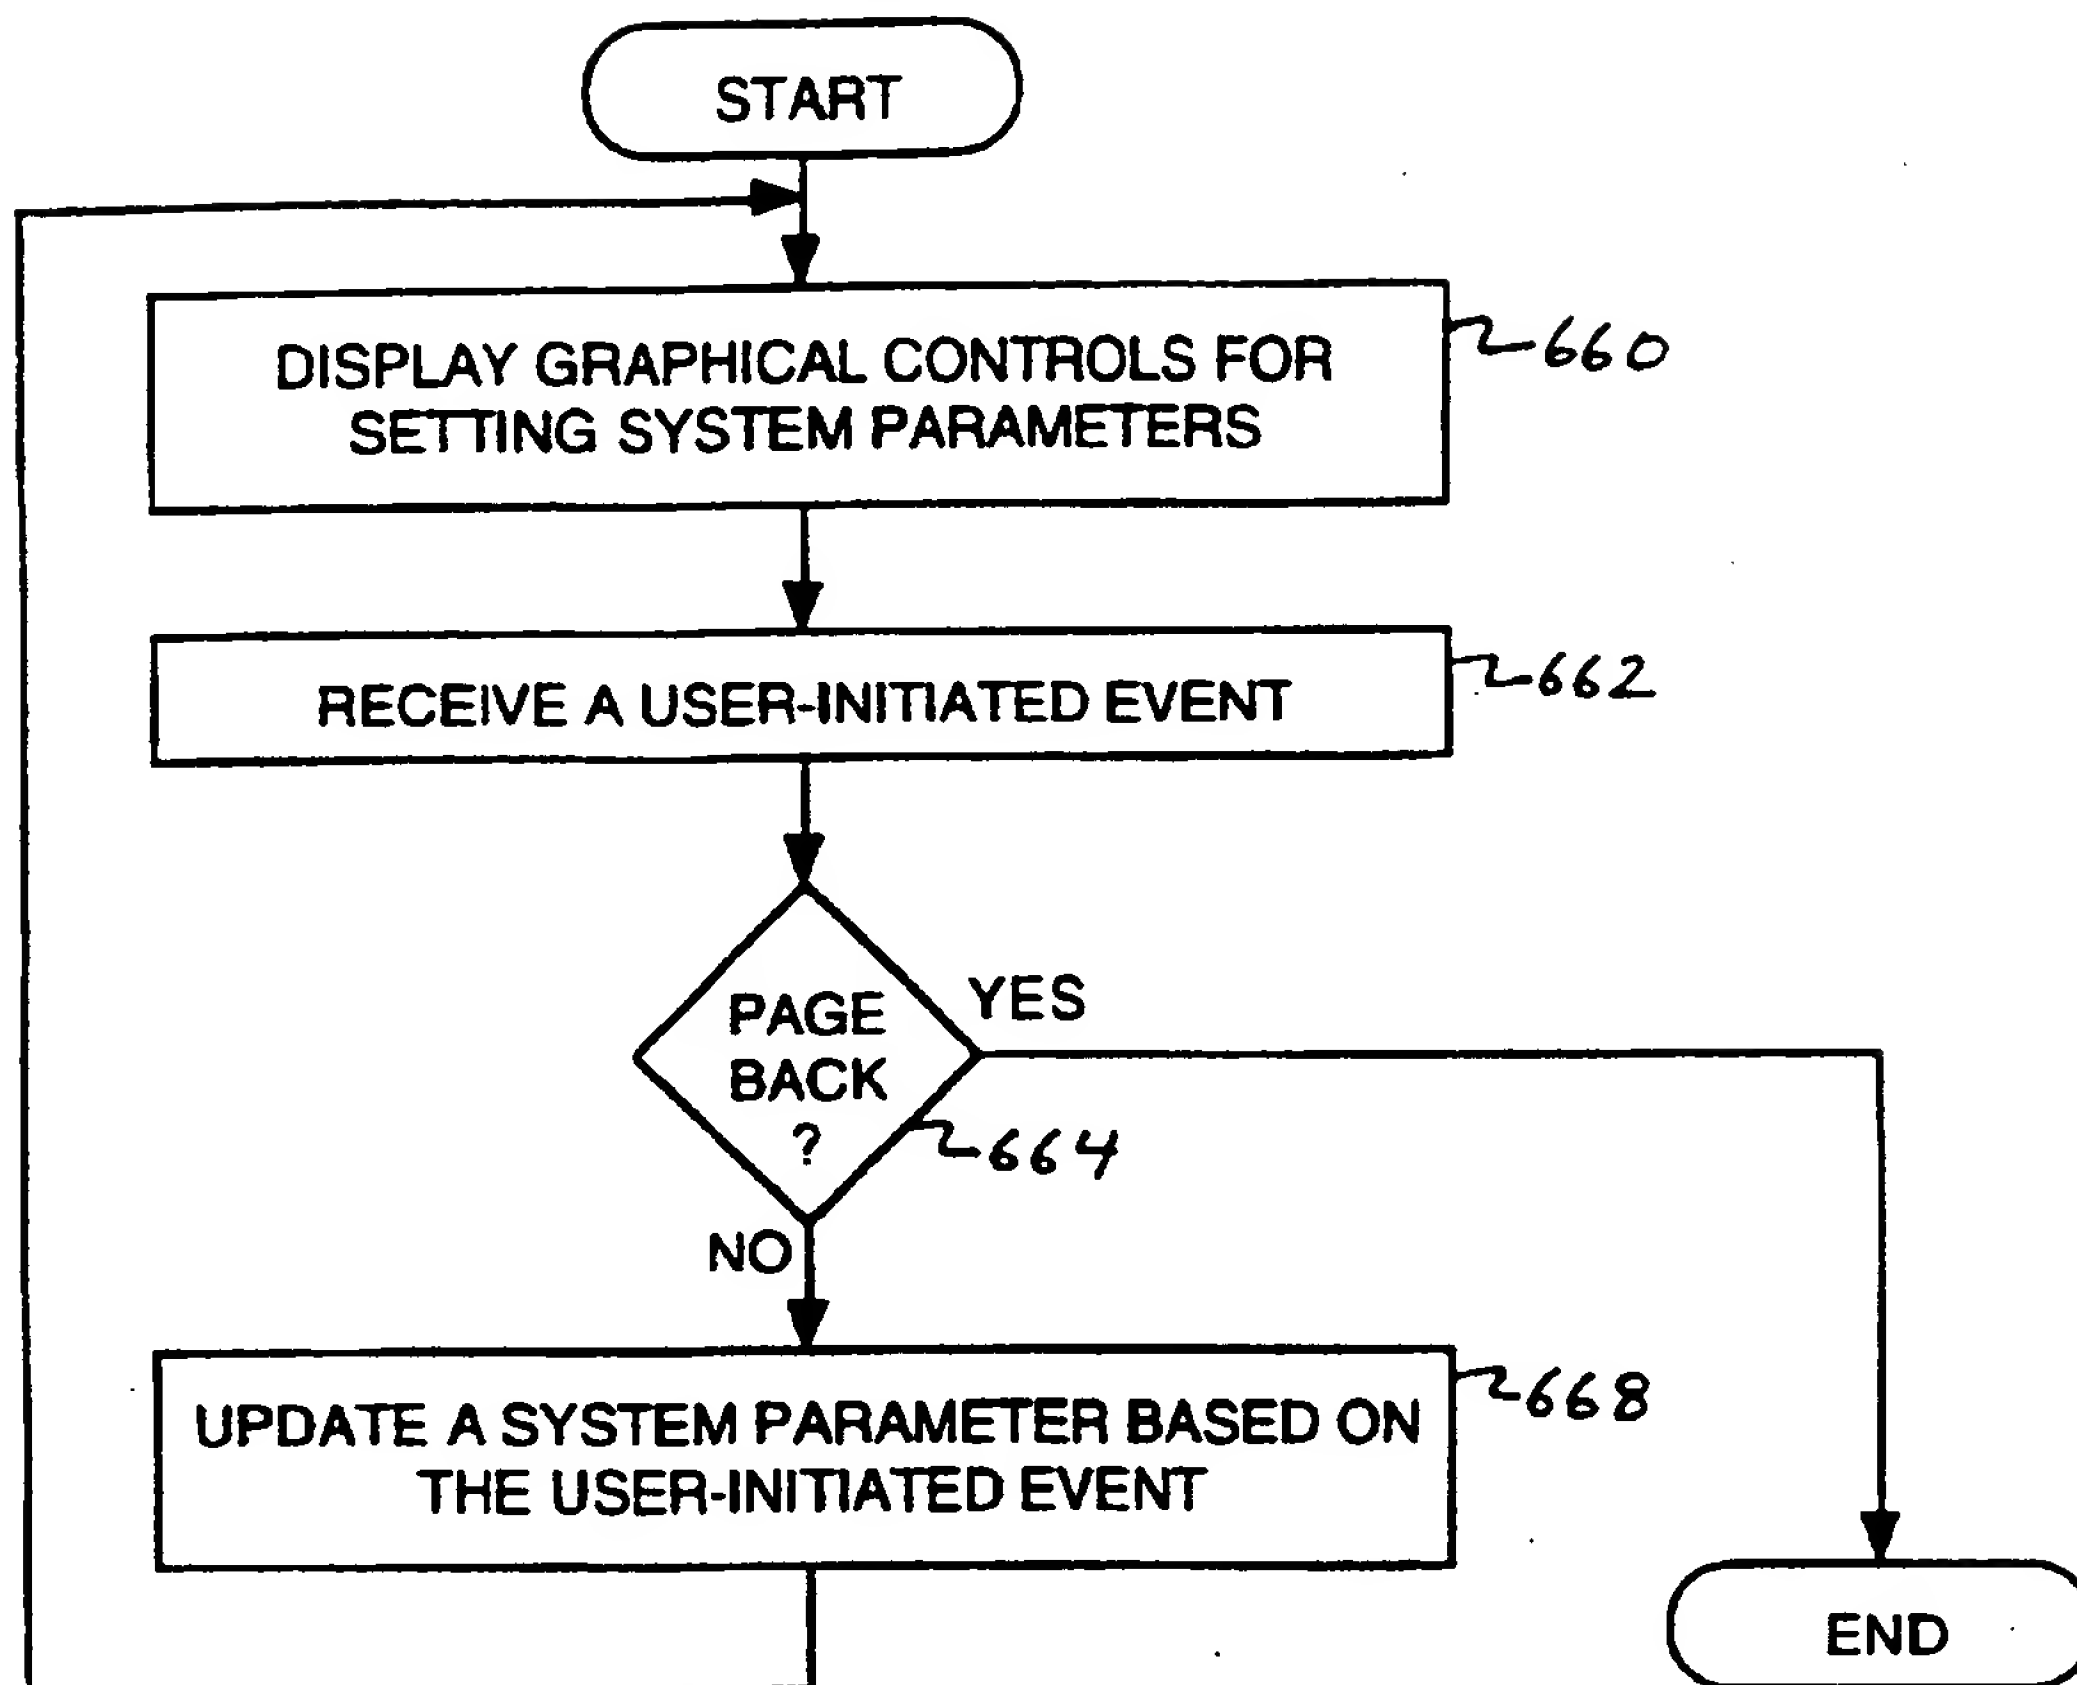 START
DISPLAY GRAPHICAL CONTROLS FOR
SETTING SYSTEM PARAMETERS
660
RECEIVE A USER-INITIATED EVENT
662
PAGE
BACK
?
YES
664
NO
UPDATE A SYSTEM PARAMETER BASED ON
THE USER-INITIATED EVENT
668
END